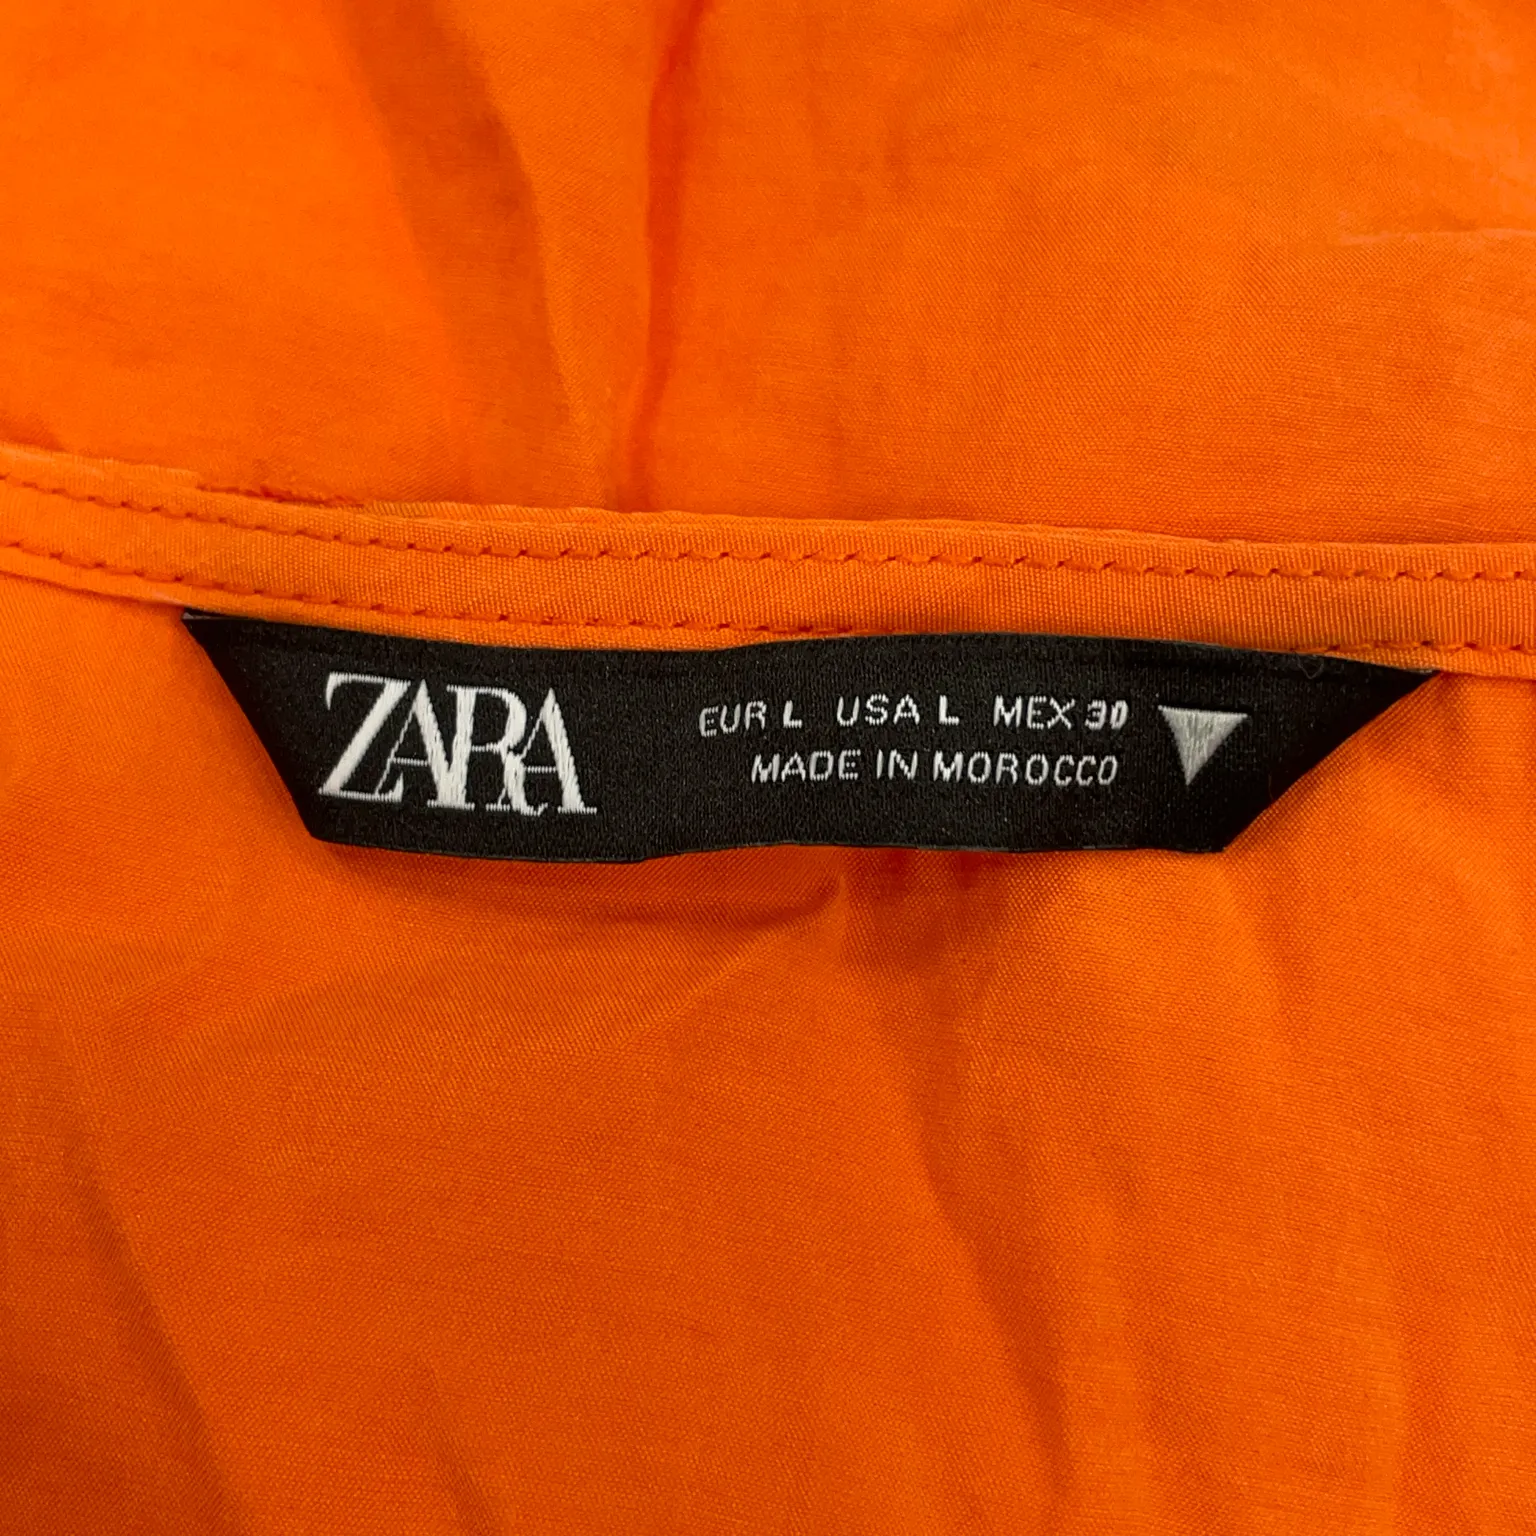 ZARA
EUR L USA L MEX 30
MADE IN MOROCCO